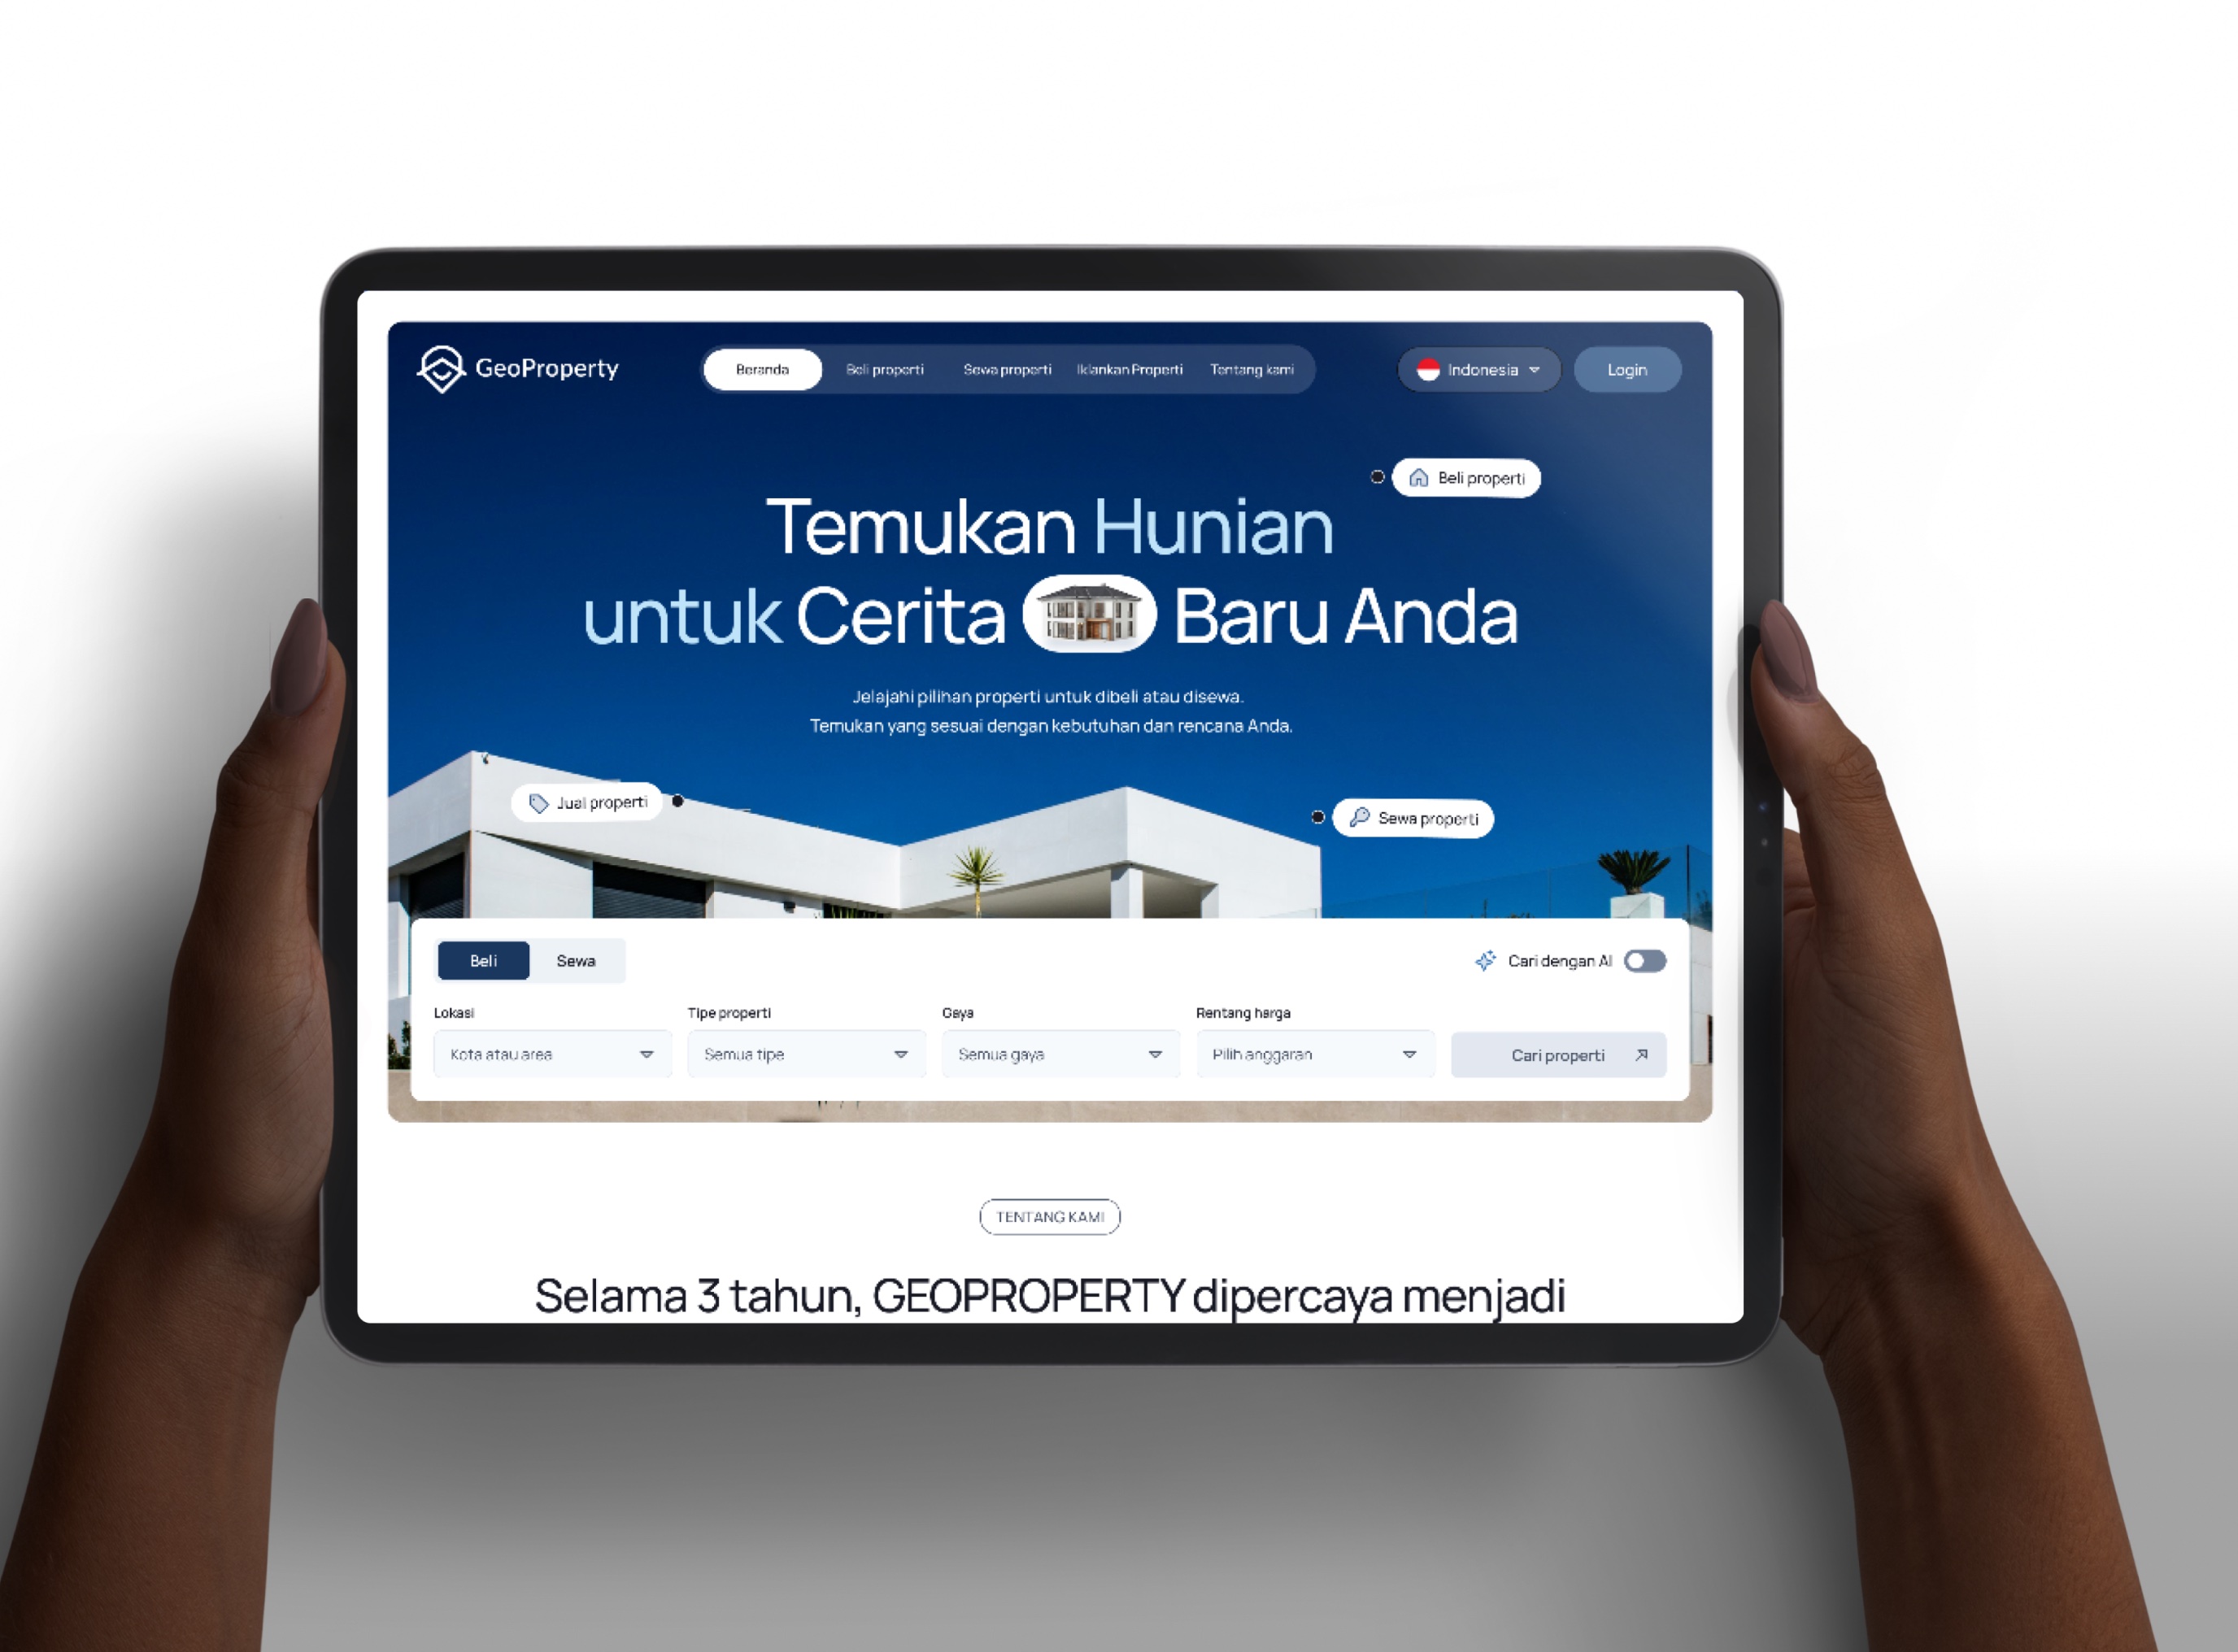 GeoProperty
Beranda
Beli properti
Sewa properti
Iklankan Properti
Tentang kami
Indonesia
Login
Beli properti
Temukan Hunian
untuk Cerita Baru Anda
Jelajahi pilihan properti untuk dibeli atau disewa.
Temukan yang sesuai dengan kebutuhan dan rencana Anda.
Jual properti
Sewa properti
Beli
Sewa
Cari dengan AI
Lokasi
Tipe properti
Gaya
Rentang harga
Kota atau area
Semua tipe
Semua gaya
Pilih anggaran
Cari properti
TENTANG KAMI
Selama 3 tahun, GEOPROPERTY dipercaya menjadi